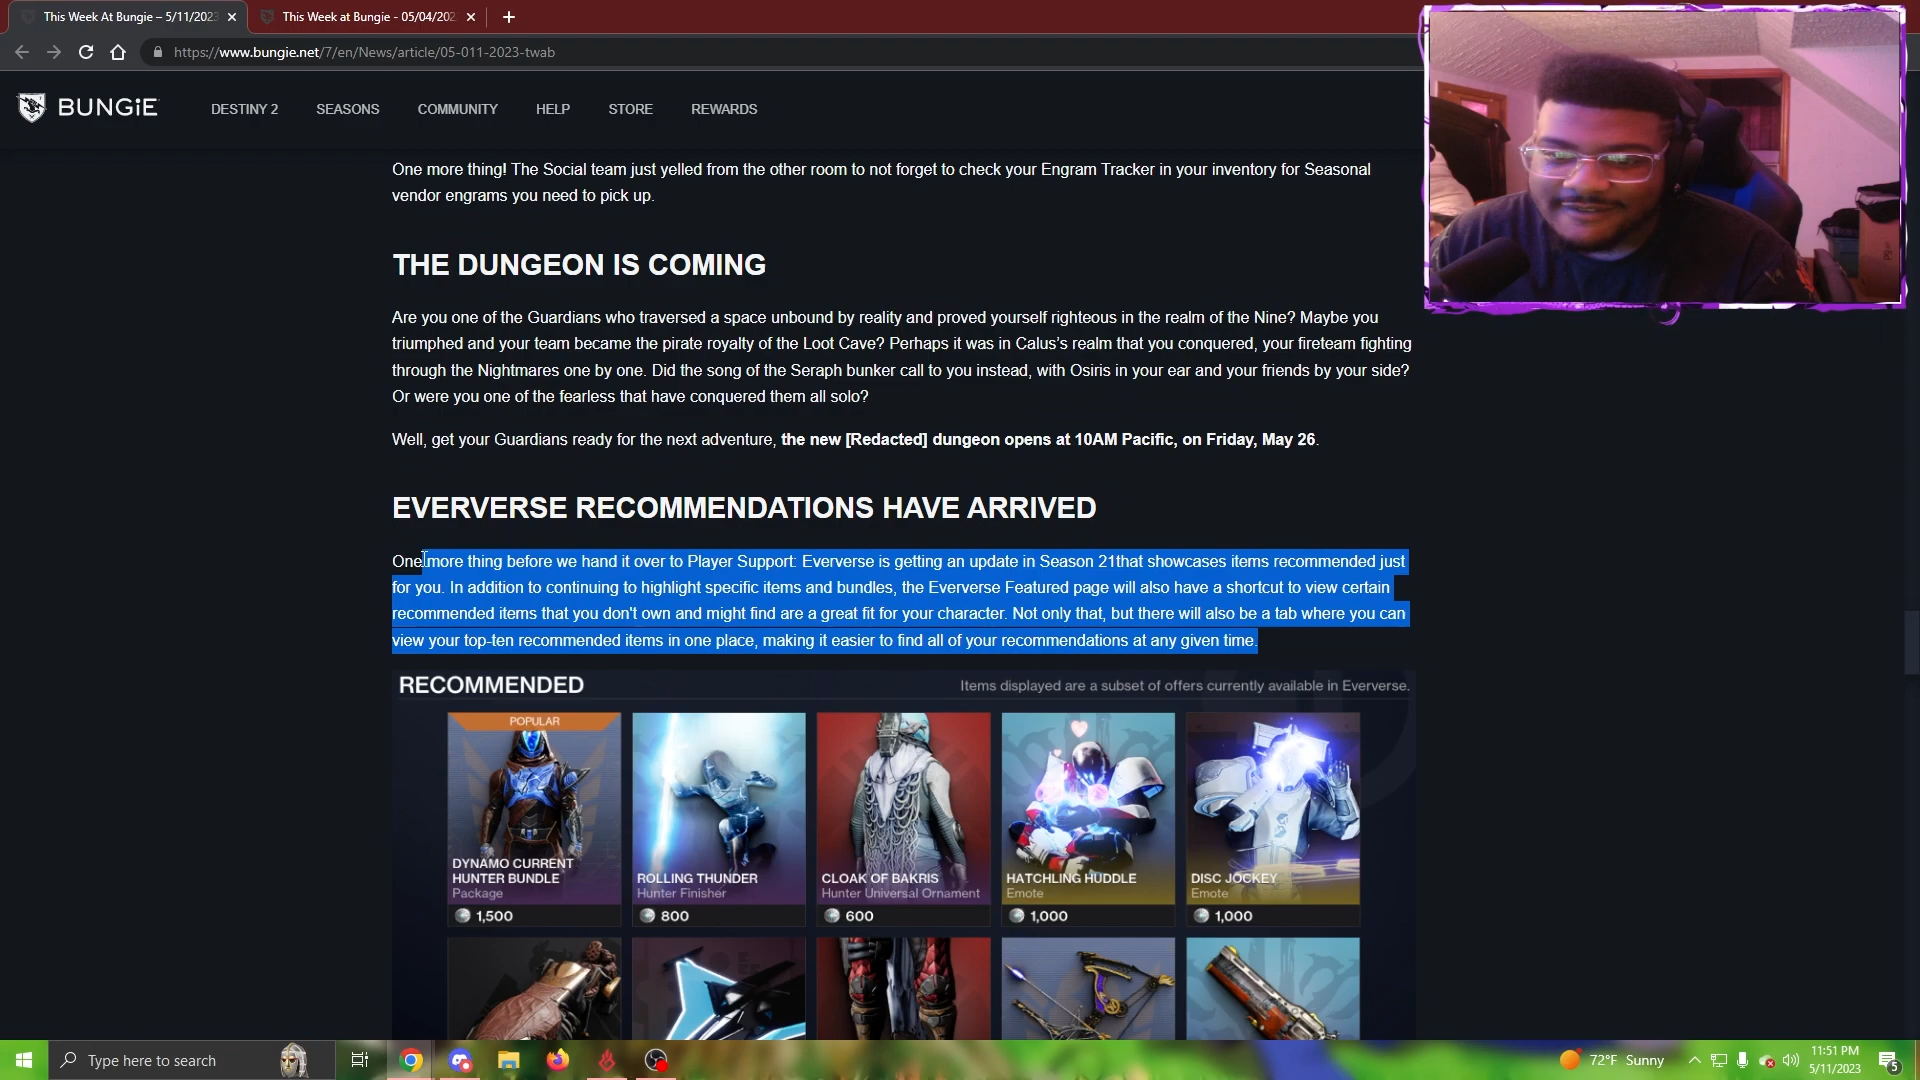 This Week At Bungie – 5/11/2023
This Week at Bungie - 05/04/202
https://www.bungie.net/7/en/News/article/05-011-2023-twab
BUNGiE
DESTINY 2
SEASONS
COMMUNITY
HELP
STORE
REWARDS
One more thing! The Social team just yelled from the other room to not forget to check your Engram Tracker in your inventory for Seasonal
vendor engrams you need to pick up.
THE DUNGEON IS COMING
Are you one of the Guardians who traversed a space unbound by reality and proved yourself righteous in the realm of the Nine? Maybe you
triumphed and your team became the pirate royalty of the Loot Cave? Perhaps it was in Calus’s realm that you conquered, your fireteam fighting
through the Nightmares one by one. Did the song of the Seraph bunker call to you instead, with Osiris in your ear and your friends by your side?
Or were you one of the fearless that have conquered them all solo?
Well, get your Guardians ready for the next adventure, the new [Redacted] dungeon opens at 10AM Pacific, on Friday, May 26.
EVERVERSE RECOMMENDATIONS HAVE ARRIVED
One more thing before we hand it over to Player Support: Eververse is getting an update in Season 21that showcases items recommended just
for you. In addition to continuing to highlight specific items and bundles, the Eververse Featured page will also have a shortcut to view certain
recommended items that you don't own and might find are a great fit for your character. Not only that, but there will also be a tab where you can
view your top-ten recommended items in one place, making it easier to find all of your recommendations at any given time.
RECOMMENDED
Items displayed are a subset of offers currently available in Eververse.
POPULAR
DYNAMO CURRENT
HUNTER BUNDLE
Package
1,500
ROLLING THUNDER
Hunter Finisher
800
CLOAK OF BAKRIS
Hunter Universal Ornament
600
HATCHLING HUDDLE
Emote
1,000
DISC JOCKEY
Emote
1,000
Type here to search
72°F Sunny
11:51 PM
5/11/2023
5